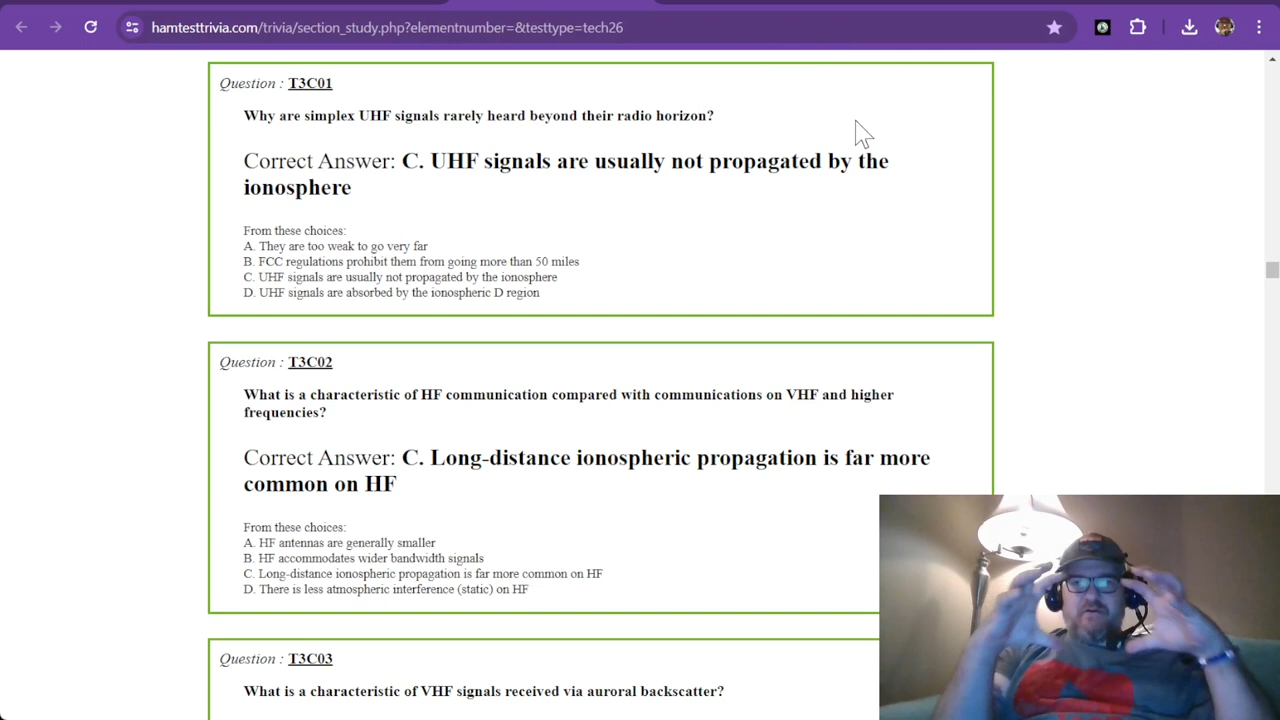 hamtesttrivia.com/trivia/section_study.php?elementnumber=&testtype=tech26
Question : T3C01
Why are simplex UHF signals rarely heard beyond their radio horizon?
Correct Answer: C. UHF signals are usually not propagated by the
ionosphere
From these choices:
A. They are too weak to go very far
B. FCC regulations prohibit them from going more than 50 miles
C. UHF signals are usually not propagated by the ionosphere
D. UHF signals are absorbed by the ionospheric D region
Question : T3C02
What is a characteristic of HF communication compared with communications on VHF and higher
frequencies?
Correct Answer: C. Long-distance ionospheric propagation is far more
common on HF
From these choices:
A. HF antennas are generally smaller
B. HF accommodates wider bandwidth signals
C. Long-distance ionospheric propagation is far more common on HF
D. There is less atmospheric interference (static) on HF
Question : T3C03
What is a characteristic of VHF signals received via auroral backscatter?